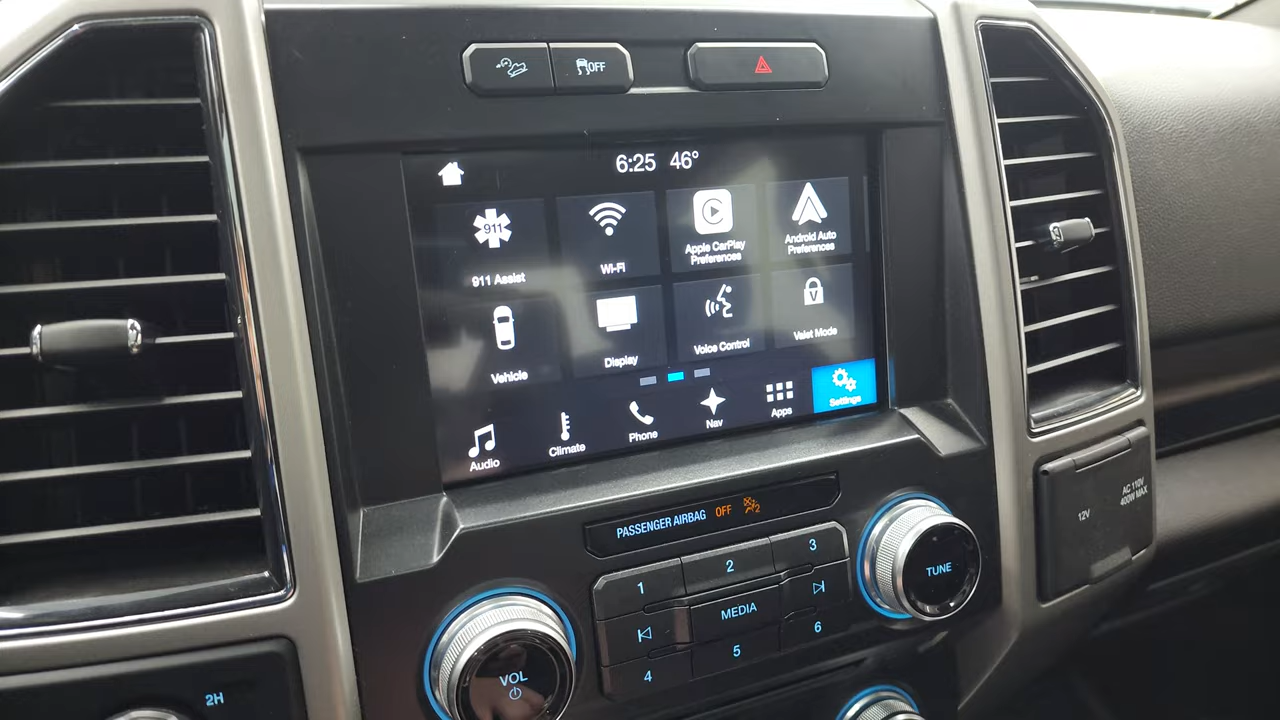 OFF
6:25 46°
911
911 Assist
Wi-Fi
Apple CarPlay
Preferences
Android Auto
Preferences
Vehicle
Display
Voice Control
V
Valet Mode
Audio
Climate
Phone
Nav
Apps
Settings
PASSENGER AIRBAG OFF 2
1 2 3
MEDIA
4 5 6
VOL
TUNE
12V
AC 110V
400W MAX
2H